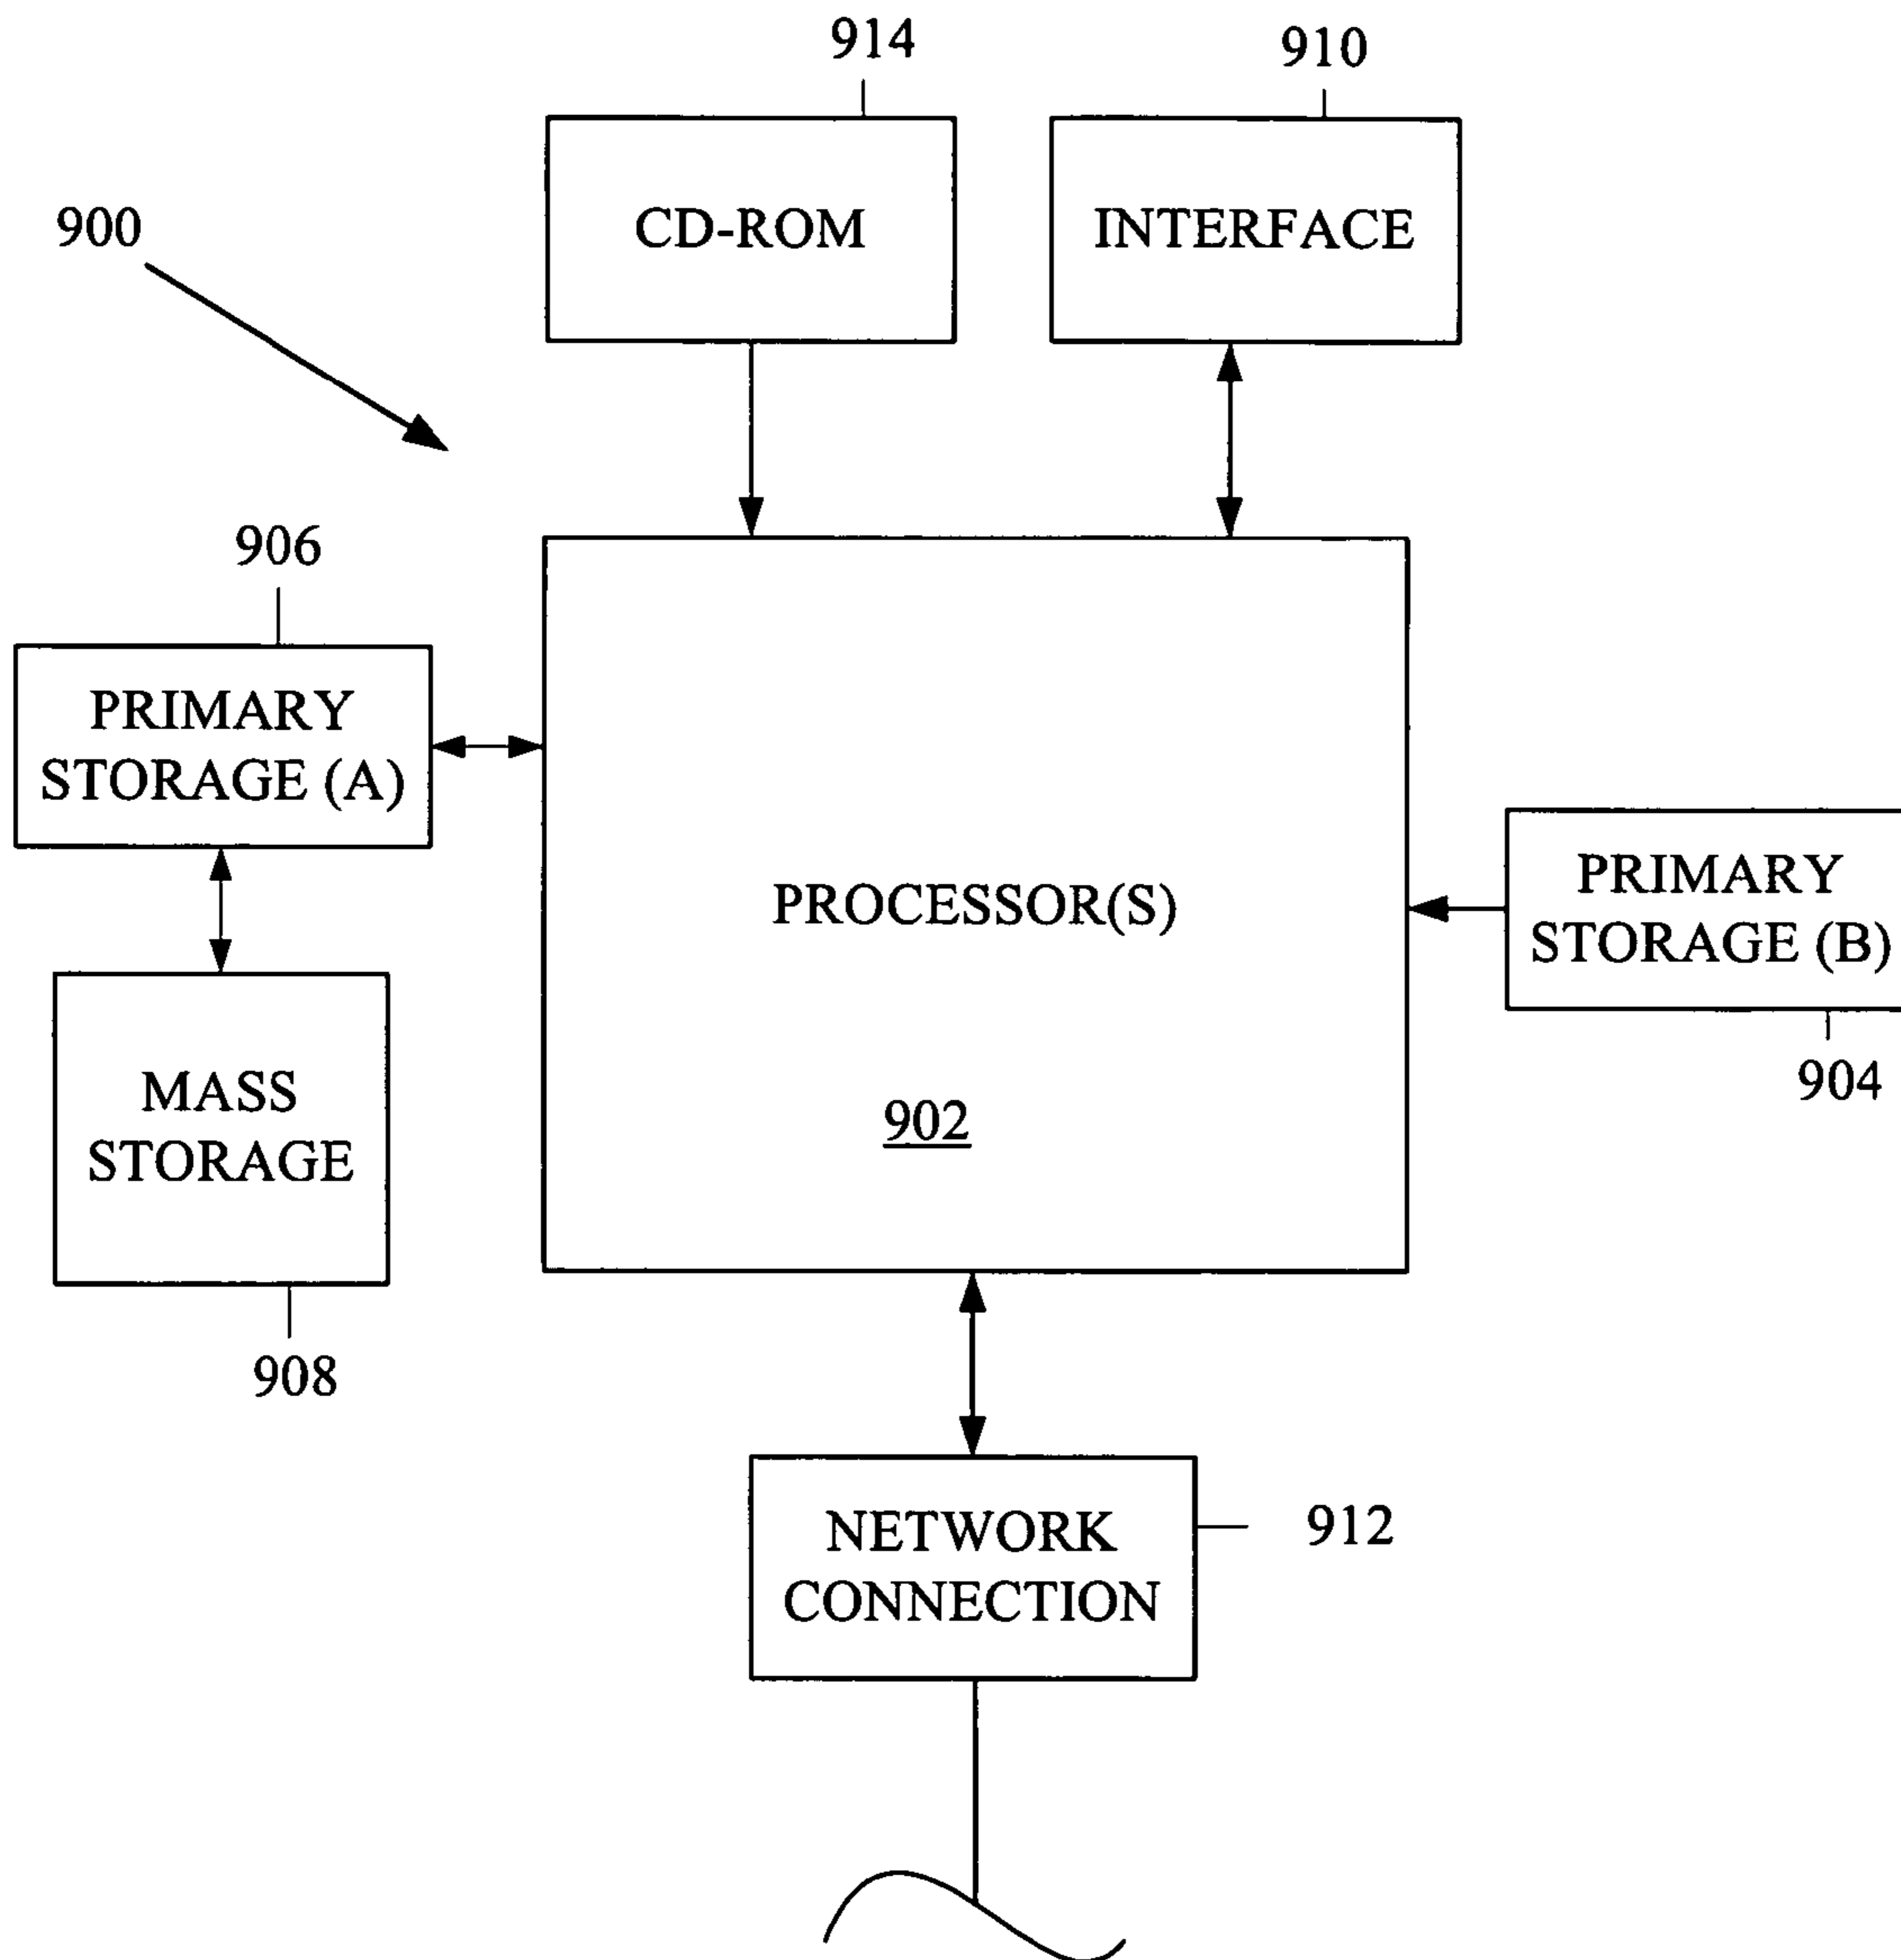 914
910
CD-ROM
INTERFACE
900
906
PRIMARY
STORAGE (A)
PRIMARY
STORAGE (B)
PROCESSOR(S)
904
MASS
STORAGE
902
908
NETWORK
CONNECTION
912